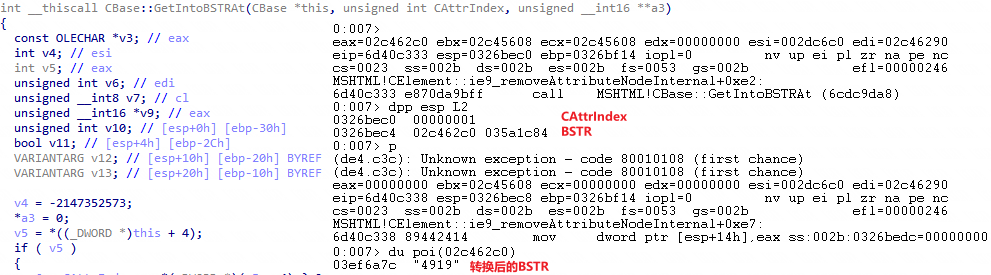 int __thiscall CBase::GetIntoBSTRAt(CBase *this, unsigned int CAttrIndex, unsigned __int16 **a3)
{
const OLECHAR *v3; // eax
int v4; // esi
int v5; // eax
unsigned int v6; // edi
unsigned __int8 v7; // cl
unsigned __int16 *v9; // eax
unsigned int v10; // [esp+0h] [ebp-30h]
bool v11; // [esp+4h] [ebp-2Ch]
VARIANTARG v12; // [esp+10h] [ebp-20h] BYREF
VARIANTARG v13; // [esp+20h] [ebp-10h] BYREF
v4 = -2147352573;
*a3 = 0;
v5 = *((_DWORD *)this + 4);
if ( v5 )
{
0:007>
eax=02c462c0 ebx=02c45608 ecx=02c45608 edx=00000000 esi=002dc6c0 edi=02c46290
eip=6d40c333 esp=0326bec0 ebp=0326bf14 iopl=0 nv up ei pl zr na pe nc
cs=0023 ss=002b ds=002b es=002b fs=0053 gs=002b efl=00000246
MSHTML!CElement::ie9_removeAttributeNodeInternal+0xe2:
6d40c333 e870da9bff call MSHTML!CBase::GetIntoBSTRAt (6cdc9da8)
0:007> dpp esp L2
0326bec0 00000001
CAttrIndex
0326bec4 02c462c0 035a1c84
BSTR
0:007> p
(de4.c3c): Unknown exception - code 80010108 (first chance)
(de4.c3c): Unknown exception - code 80010108 (first chance)
eax=00000000 ebx=02c45608 ecx=00000000 edx=00000000 esi=002dc6c0 edi=02c46290
eip=6d40c338 esp=0326bec8 ebp=0326bf14 iopl=0 nv up ei pl zr na pe nc
cs=0023 ss=002b ds=002b es=002b fs=0053 gs=002b efl=00000246
MSHTML!CElement::ie9_removeAttributeNodeInternal+0xe7:
6d40c338 89442414 mov dword ptr [esp+14h],eax ss:002b:0326bedc=00000000
0:007> du poi(02c462c0)
03ef6a7c "4919"
转换后的BSTR